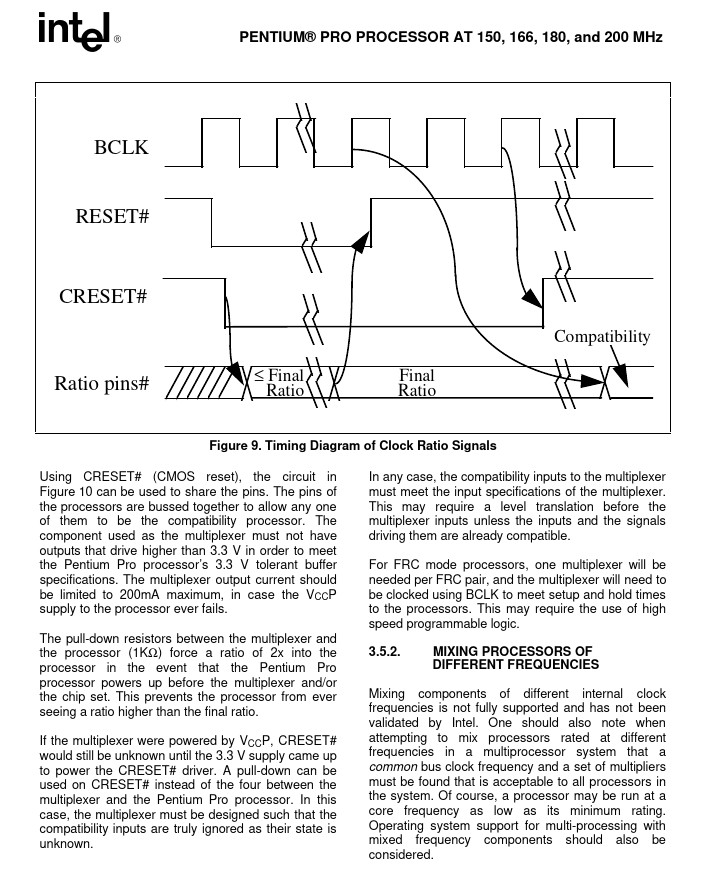 intel®
PENTIUM® PRO PROCESSOR AT 150, 166, 180, and 200 MHz
BCLK
RESET#
CRESET#
Compatibility
Ratio pins#
≤ Final
Ratio
Final
Ratio
Figure 9. Timing Diagram of Clock Ratio Signals
Using CRESET# (CMOS reset), the circuit in
Figure 10 can be used to share the pins. The pins of
the processors are bussed together to allow any one
of them to be the compatibility processor. The
component used as the multiplexer must not have
outputs that drive higher than 3.3 V in order to meet
the Pentium Pro processor's 3.3 V tolerant buffer
specifications. The multiplexer output current should
be limited to 200mA maximum, in case the VCCP
supply to the processor ever fails.
The pull-down resistors between the multiplexer and
the processor (1KΩ) force a ratio of 2x into the
processor in the event that the Pentium Pro
processor powers up before the multiplexer and/or
the chip set. This prevents the processor from ever
seeing a ratio higher than the final ratio.
If the multiplexer were powered by VCCP, CRESET#
would still be unknown until the 3.3 V supply came up
to power the CRESET# driver. A pull-down can be
used on CRESET# instead of the four between the
multiplexer and the Pentium Pro processor. In this
case, the multiplexer must be designed such that the
compatibility inputs are truly ignored as their state is
unknown.
In any case, the compatibility inputs to the multiplexer
must meet the input specifications of the multiplexer.
This may require a level translation before the
multiplexer inputs unless the inputs and the signals
driving them are already compatible.
For FRC mode processors, one multiplexer will be
needed per FRC pair, and the multiplexer will need to
be clocked using BCLK to meet setup and hold times
to the processors. This may require the use of high
speed programmable logic.
3.5.2. MIXING PROCESSORS OF
DIFFERENT FREQUENCIES
Mixing components of different internal clock
frequencies is not fully supported and has not been
validated by Intel. One should also note when
attempting to mix processors rated at different
frequencies in a multiprocessor system that a
common bus clock frequency and a set of multipliers
must be found that is acceptable to all processors in
the system. Of course, a processor may be run at a
core frequency as low as its minimum rating.
Operating system support for multi-processing with
mixed frequency components should also be
considered.